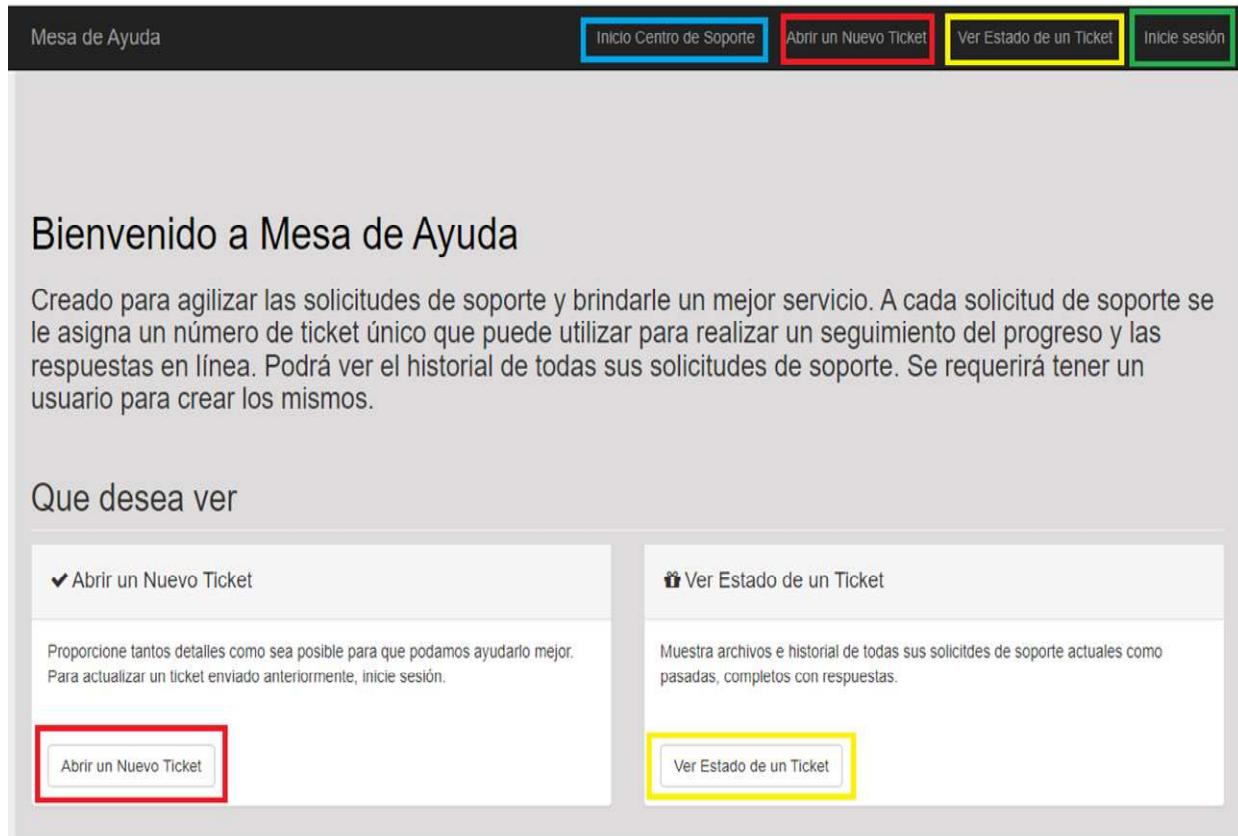 Mesa de Ayuda
Inicio Centro de Soporte
Abrir un Nuevo Ticket
Ver Estado de un Ticket
Inicie sesión
Bienvenido a Mesa de Ayuda
Creado para agilizar las solicitudes de soporte y brindarle un mejor servicio. A cada solicitud de soporte se
le asigna un número de ticket único que puede utilizar para realizar un seguimiento del progreso y las
respuestas en línea. Podrá ver el historial de todas sus solicitudes de soporte. Se requerirá tener un
usuario para crear los mismos.
Que desea ver
Abrir un Nuevo Ticket
Proporcione tantos detalles como sea posible para que podamos ayudarlo mejor.
Para actualizar un ticket enviado anteriormente, inicie sesión.
Abrir un Nuevo Ticket
Ver Estado de un Ticket
Muestra archivos e historial de todas sus solicitdes de soporte actuales como
pasadas, completos con respuestas.
Ver Estado de un Ticket